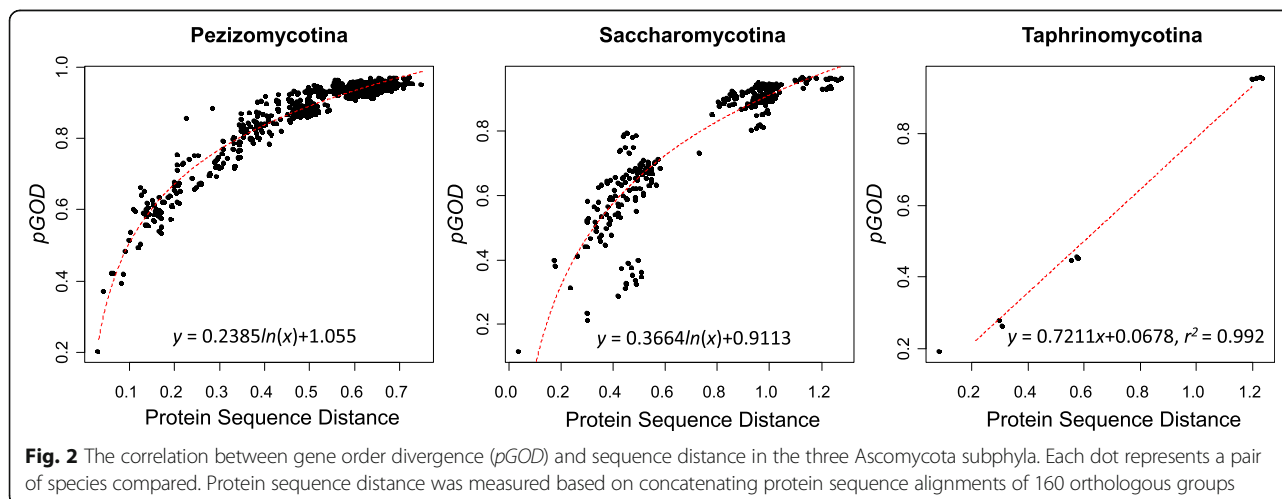 Pezizomycotina
Saccharomycotina
Taphrinomycotina
pGOD
1.0
0.8
0.6
0.4
0.2
y = 0.2385ln(x)+1.055
0.1 0.2 0.3 0.4 0.5 0.6 0.7
Protein Sequence Distance
pGOD
0.8
0.6
0.4
0.2
y = 0.3664ln(x)+0.9113
0.0 0.2 0.4 0.6 0.8 1.0 1.2
Protein Sequence Distance
pGOD
0.8
0.6
0.4
0.2
y = 0.7211x+0.0678, r² = 0.992
0.2 0.4 0.6 0.8 1.0 1.2
Protein Sequence Distance
Fig. 2 The correlation between gene order divergence (pGOD) and sequence distance in the three Ascomycota subphyla. Each dot represents a pair
of species compared. Protein sequence distance was measured based on concatenating protein sequence alignments of 160 orthologous groups